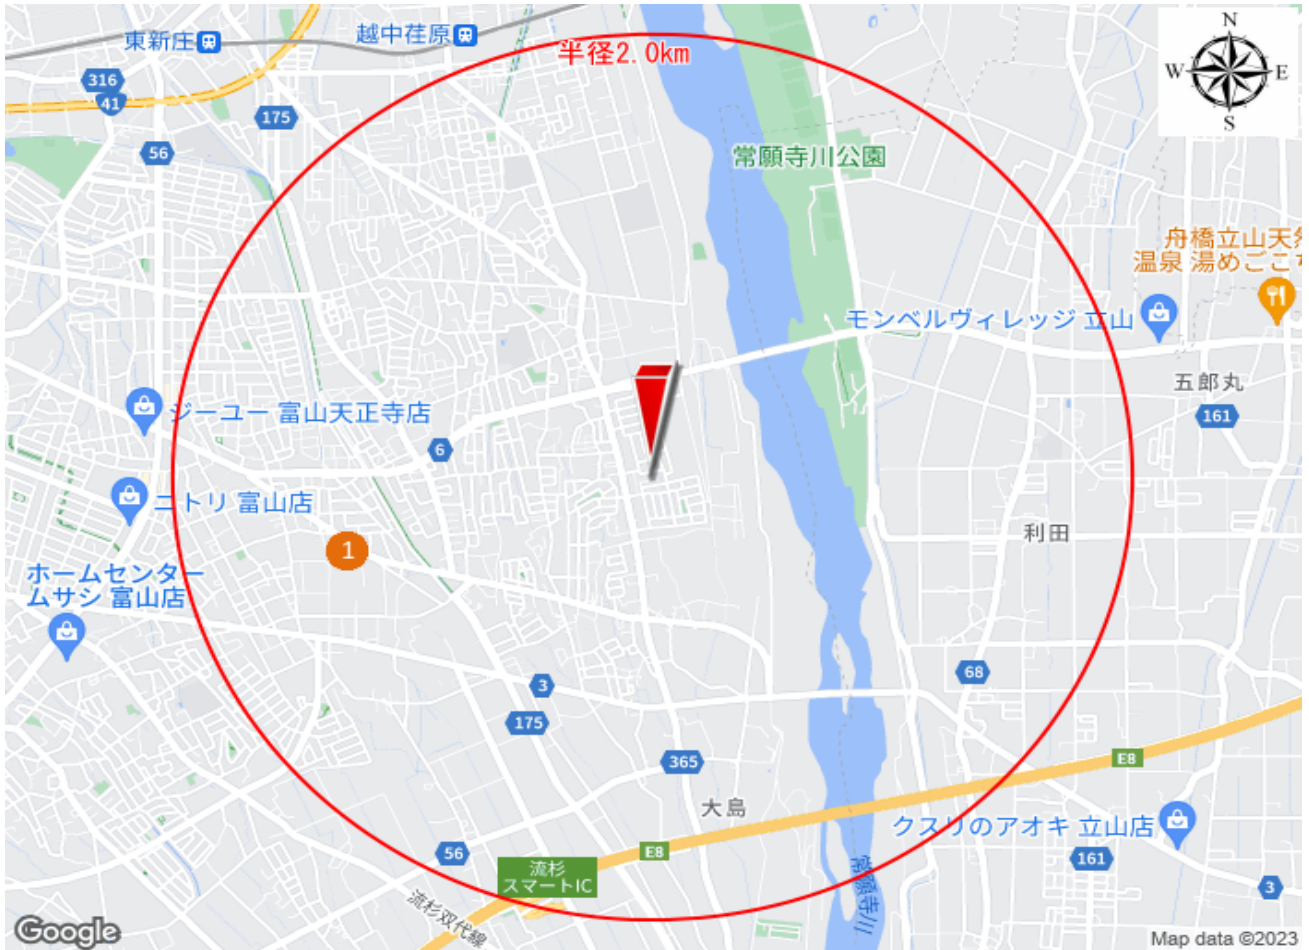 東新庄
越中荏原
半径2.0km
N
W
E
S
316
41
175
56
常願寺川公園
舟橋立山天然
温泉 湯めごこち
モンベルヴィレッジ 立山
五郎丸
161
ジーユー 富山天正寺店
6
ニトリ 富山店
利田
1
ホームセンター
ムサシ 富山店
68
3
175
365
E8
大島
クスリのアオキ 立山店
E8
56
161
流杉
スマートIC
3
流杉双代線
常願寺川
Google
Map data ©2023